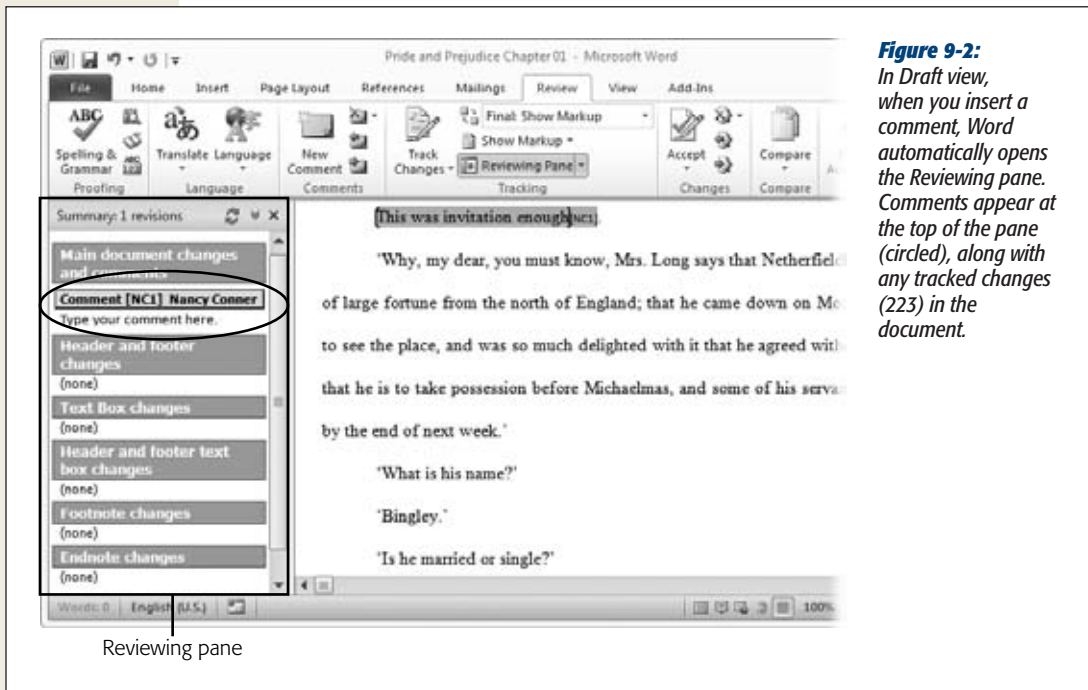 Pride and Prejudice Chapter 01 - Microsoft Word
File Home Insert Page Layout References Mailings Review View Add-Ins
ABC
Spelling & Grammar
ABC
123
Translate
Language
New Comment
Track Changes
Final: Show Markup
Show Markup
Reviewing Pane
Accept
Compare
Proofing Language Comments Tracking Changes Compare
Summary: 1 revisions
Main document changes
and comments
Comment [NC1] Nancy Conner
Type your comment here.
Header and footer
changes
(none)
Text Box changes
(none)
Header and footer text
box changes
(none)
Footnote changes
(none)
Endnote changes
(none)
This was invitation enough[NC1].
'Why, my dear, you must know, Mrs. Long says that Netherfiel
of large fortune from the north of England; that he came down on Mo
to see the place, and was so much delighted with it that he agreed wit
that he is to take possession before Michaelmas, and some of his serva
by the end of next week.'
'What is his name?'
'Bingley.'
'Is he married or single?'
Words: 0 English (U.S.) 100%
Reviewing pane
Figure 9-2:
In Draft view,
when you insert a
comment, Word
automatically opens
the Reviewing pane.
Comments appear at
the top of the pane
(circled), along with
any tracked changes
(223) in the
document.